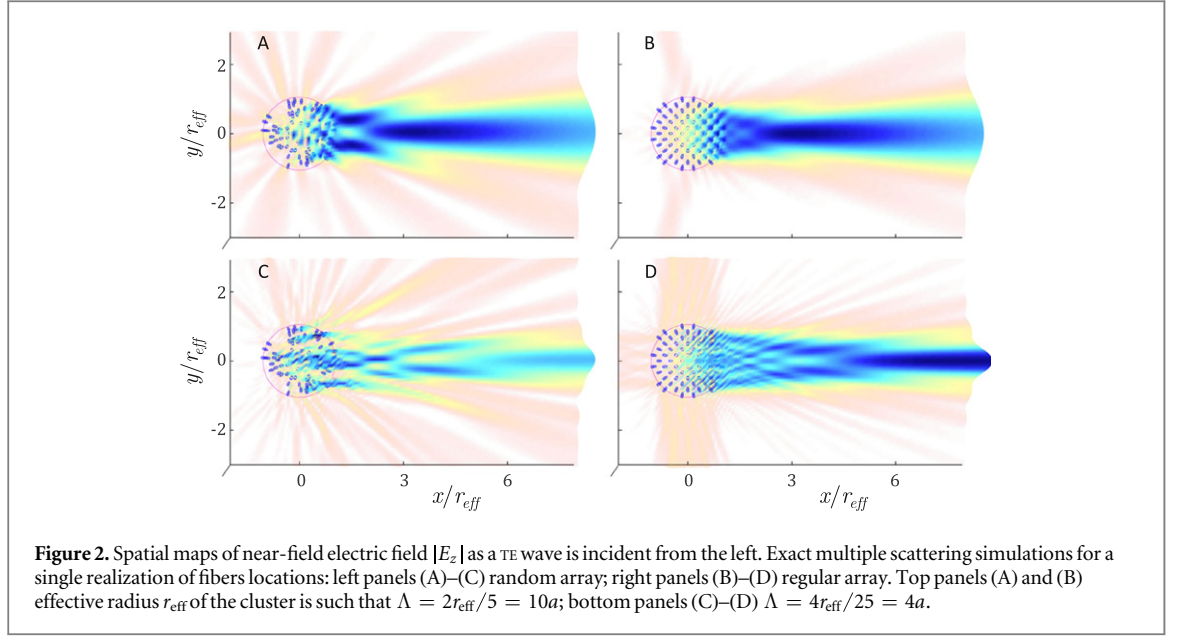 A
B
2
0
-2
y/r_eff
C
D
2
0
-2
y/r_eff
0
3
6
0
3
6
x/r_eff
x/r_eff
Figure 2. Spatial maps of near-field electric field |E_z| as a TE wave is incident from the left. Exact multiple scattering simulations for a
single realization of fibers locations: left panels (A)–(C) random array; right panels (B)–(D) regular array. Top panels (A) and (B)
effective radius r_eff of the cluster is such that Λ = 2r_eff/5 = 10a; bottom panels (C)–(D) Λ = 4r_eff/25 = 4a.